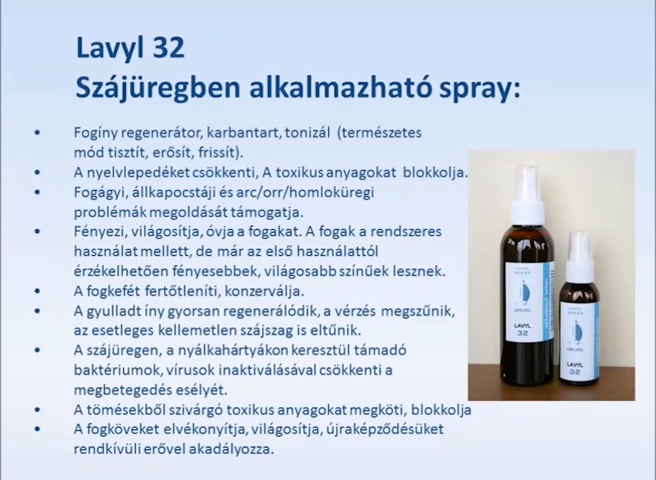 Lavyl 32
Szájüregben alkalmazható spray:
• Fogíny regenerátor, karbantart, tonizál (természetes
mód tisztít, erősít, frissít).
• A nyelvlepedéket csökkenti, A toxikus anyagokat blokkolja.
• Fogágyi, állkapocstáji és arc/orr/homloküregi
problémák megoldását támogatja.
• Fényezi, világosítja, óvja a fogakat. A fogak a rendszeres
használat mellett, de már az első használattól
érzékelhetően fényesebbek, világosabb színűek lesznek.
• A fogkefét fertőtleníti, konzerválja.
• A gyulladt íny gyorsan regenerálódik, a vérzés megszűnik,
az esetleges kellemetlen szájszag is eltűnik.
• A szájüregen, a nyálkahártyákon keresztül támadó
baktériumok, vírusok inaktiválásával csökkenti a
megbetegedés esélyét.
• A tömésekből szivárgó toxikus anyagokat megköti, blokkolja
• A fogköveket elvékonyítja, világosítja, újraképződésüket
rendkívüli erővel akadályozza.
LAVYL
32
LAVYL
32